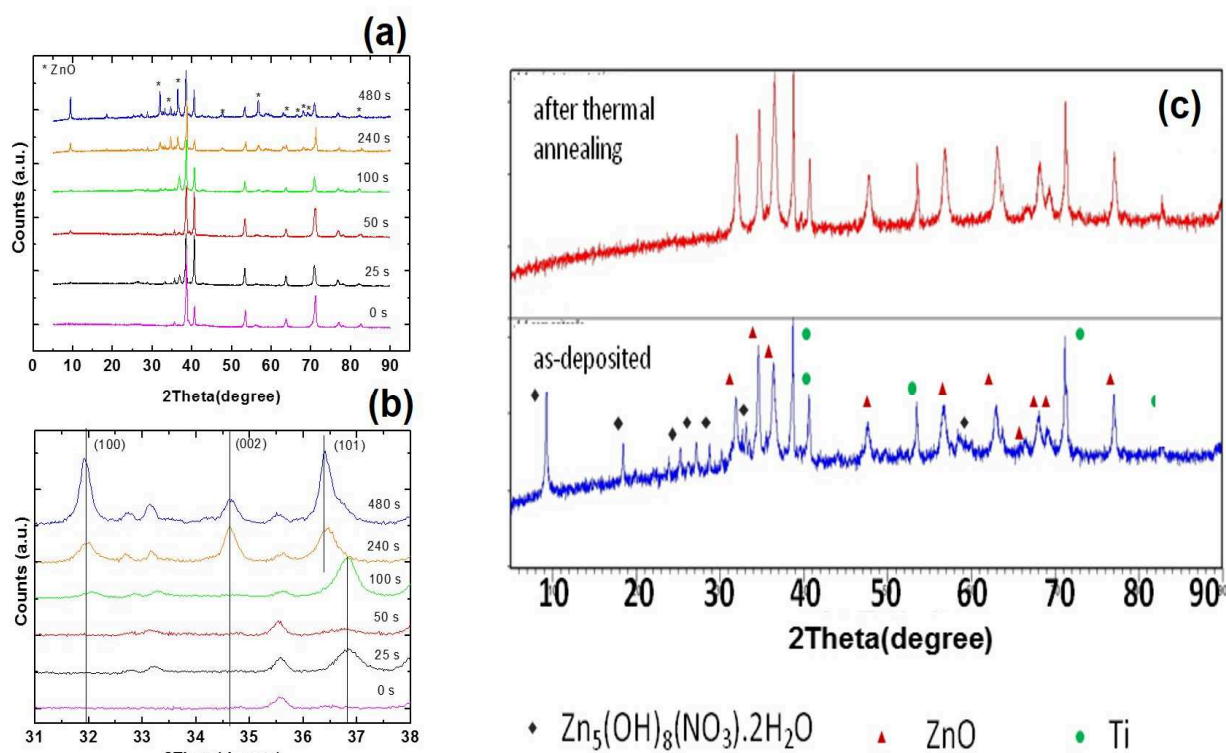 (a)
* ZnO
480 s
240 s
100 s
50 s
25 s
0 s
Counts (a.u.)
0 10 20 30 40 50 60 70 80 90
2Theta(degree)
(b)
(100) (002) (101)
480 s
240 s
100 s
50 s
25 s
0 s
Counts (a.u.)
31 32 33 34 35 36 37 38
(c)
after thermal
annealing
as-deposited
10 20 30 40 50 60 70 80 90
2Theta(degree)
Zn5(OH)8(NO3).2H2O ZnO Ti